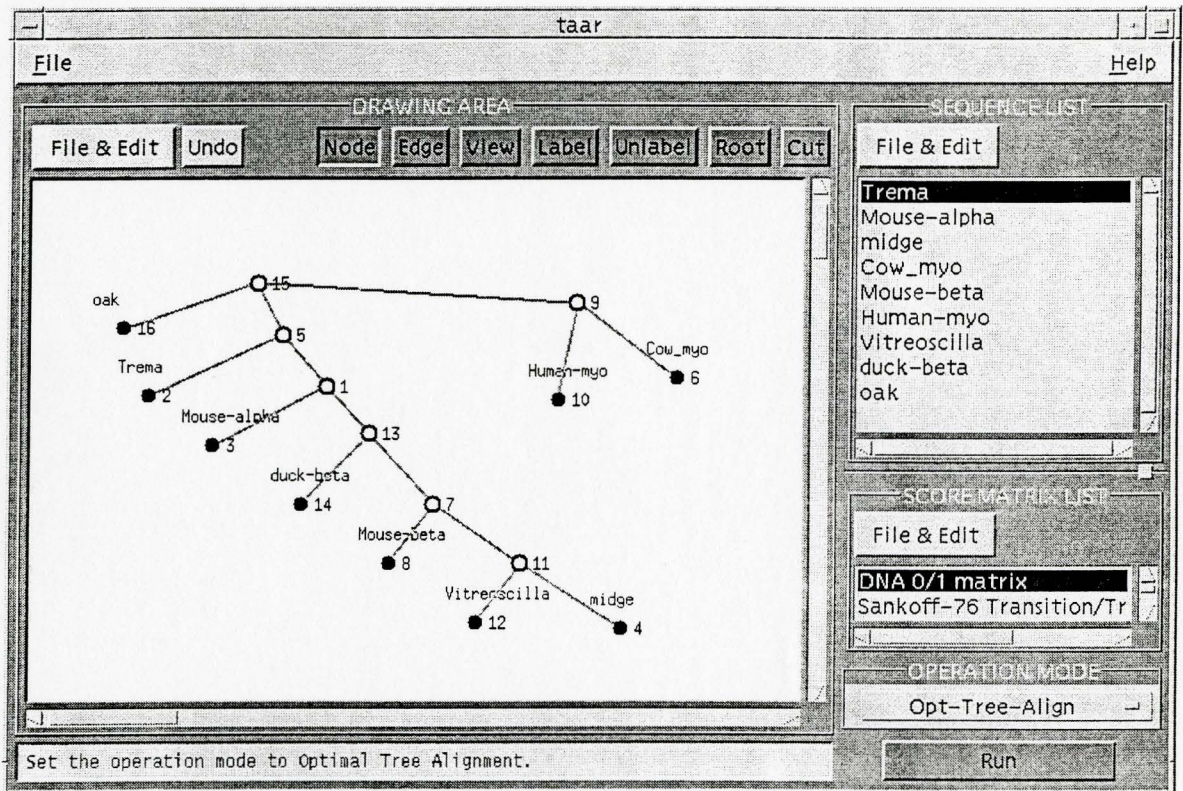 taar
File
Help
DRAWING AREA
File & Edit
Undo
Node
Edge
View
Label
Unlabel
Root
Cut
15
9
oak
16
5
Cow_myo
6
Trema
2
Human-myo
10
1
Mouse-alpha
3
13
duck-beta
14
7
Mouse-beta
8
11
Vitreoscilla
12
midge
4
Set the operation mode to Optimal Tree Alignment.
SEQUENCE LIST
File & Edit
Trema
Mouse-alpha
midge
Cow_myo
Mouse-beta
Human-myo
Vitreoscilla
duck-beta
oak
SCORE MATRIX LIST
File & Edit
DNA 0/1 matrix
Sankoff-76 Transition/Tr
OPERATION MODE
Opt-Tree-Align
Run